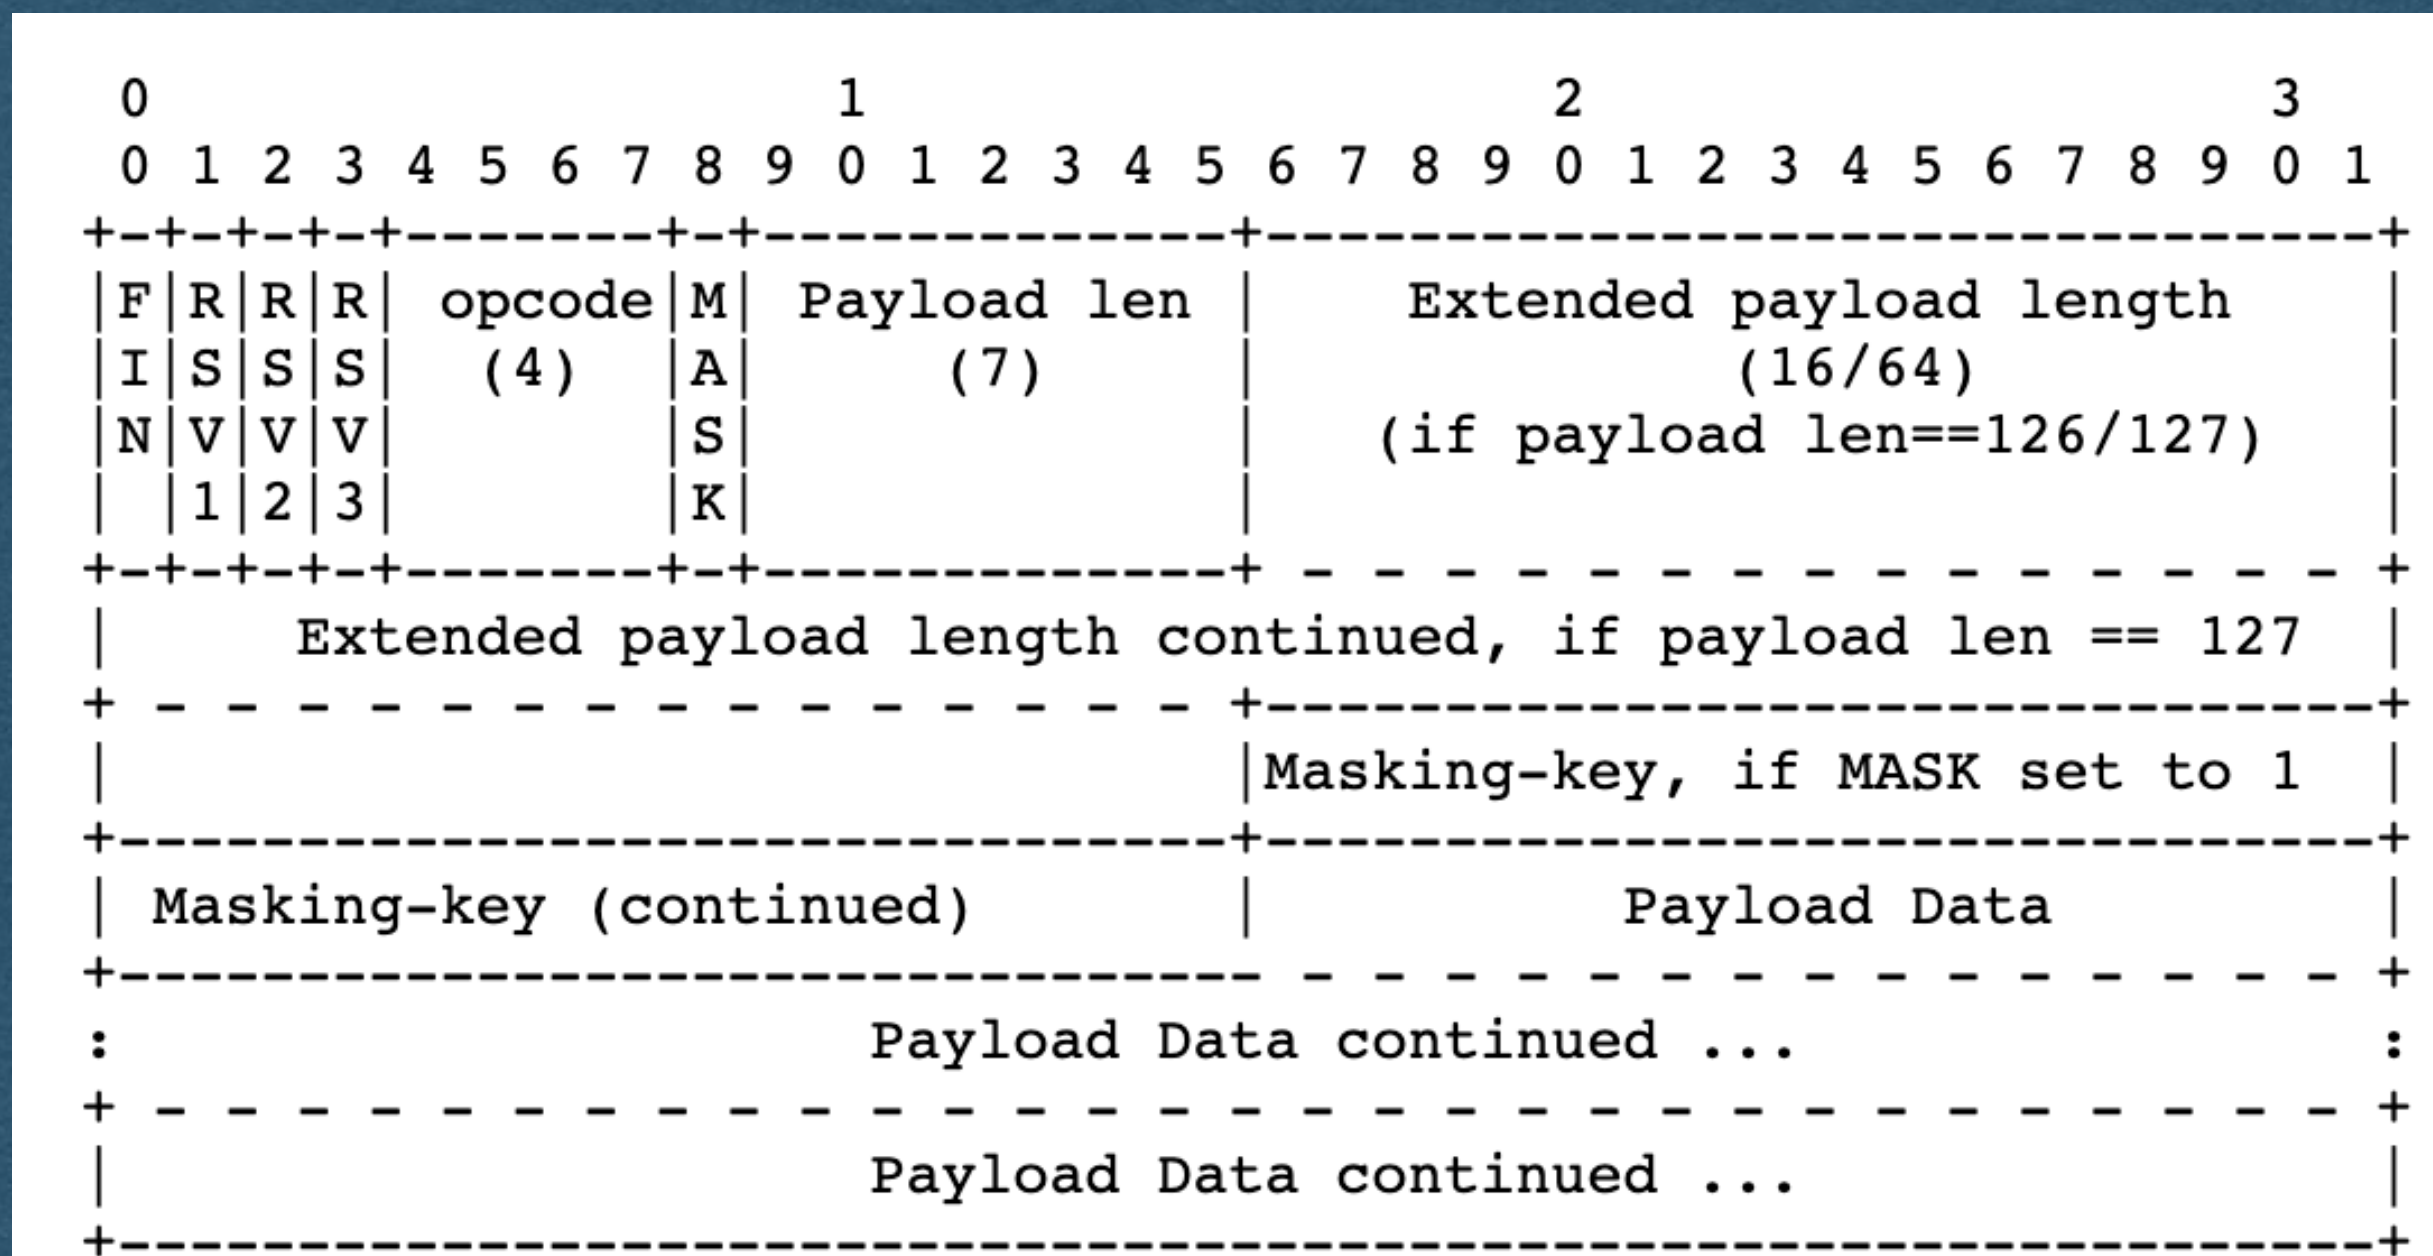 0                   1                   2                   3
 0 1 2 3 4 5 6 7 8 9 0 1 2 3 4 5 6 7 8 9 0 1 2 3 4 5 6 7 8 9 0 1
+-+-+-+-+-------+-+-------------+-------------------------------+
|F|R|R|R| opcode|M| Payload len |    Extended payload length    |
|I|S|S|S|  (4)  |A|     (7)     |             (16/64)           |
|N|V|V|V|       |S|             |   (if payload len==126/127)   |
| |1|2|3|       |K|             |                               |
+-+-+-+-+-------+-+-------------+ - - - - - - - - - - - - - - - +
|     Extended payload length continued, if payload len == 127  |
+ - - - - - - - - - - - - - - - +-------------------------------+
|                               |Masking-key, if MASK set to 1  |
+-------------------------------+-------------------------------+
| Masking-key (continued)       |          Payload Data         |
+-------------------------------- - - - - - - - - - - - - - - - +
:                     Payload Data continued ...                :
+ - - - - - - - - - - - - - - - - - - - - - - - - - - - - - - - +
|                     Payload Data continued ...                |
+---------------------------------------------------------------+